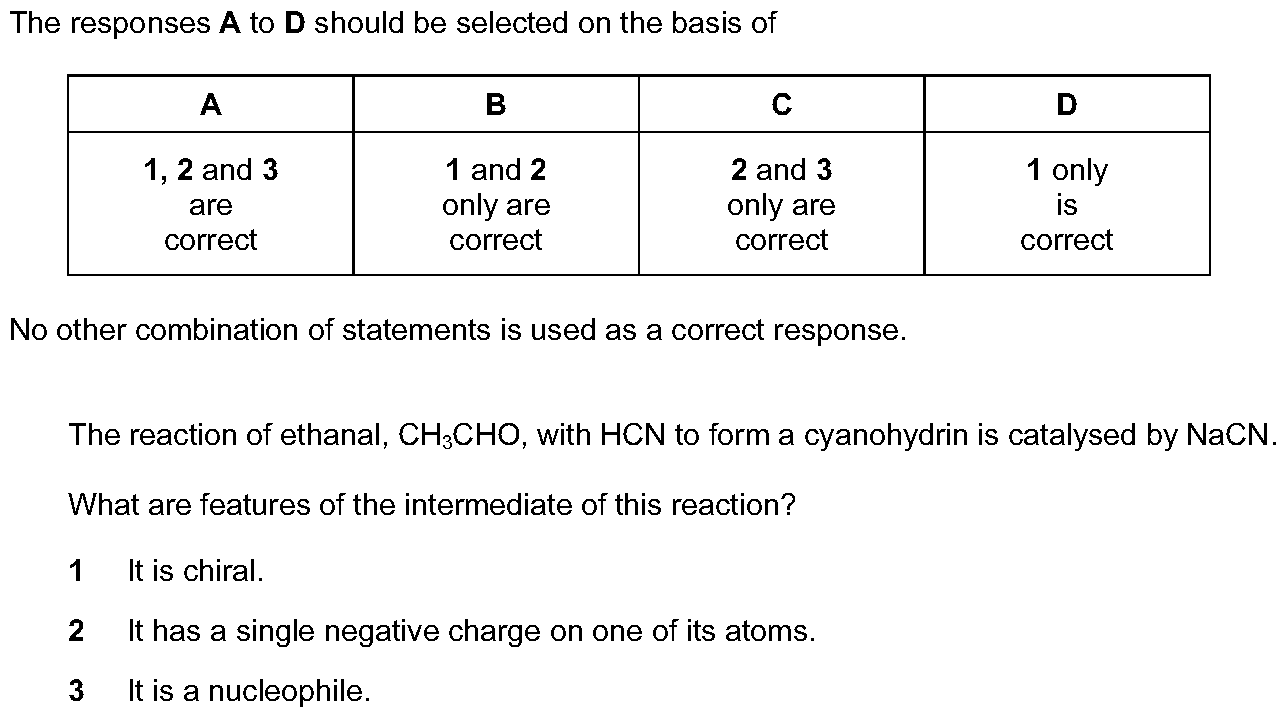 The responses A to D should be selected on the basis of
A B C D
1, 2 and 3 1 and 2 2 and 3 1 only
are only are only are is
correct correct correct correct
No other combination of statements is used as a correct response.
The reaction of ethanal, CH₃CHO, with HCN to form a cyanohydrin is catalysed by NaCN.
What are features of the intermediate of this reaction?
1 It is chiral.
2 It has a single negative charge on one of its atoms.
3 It is a nucleophile.